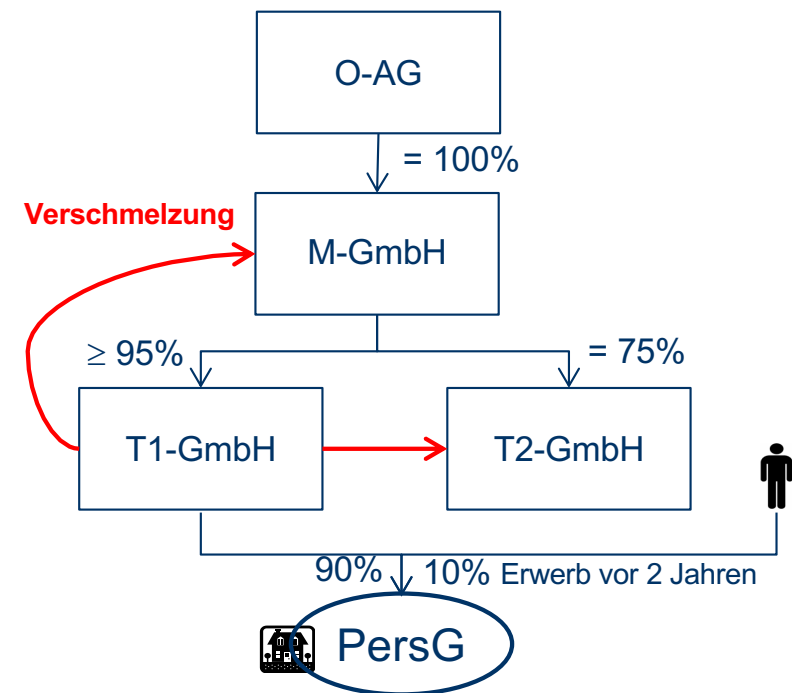 O-AG
= 100%
Verschmelzung
M-GmbH
≥ 95%
= 75%
T1-GmbH
T2-GmbH
90%
10% Erwerb vor 2 Jahren
PersG